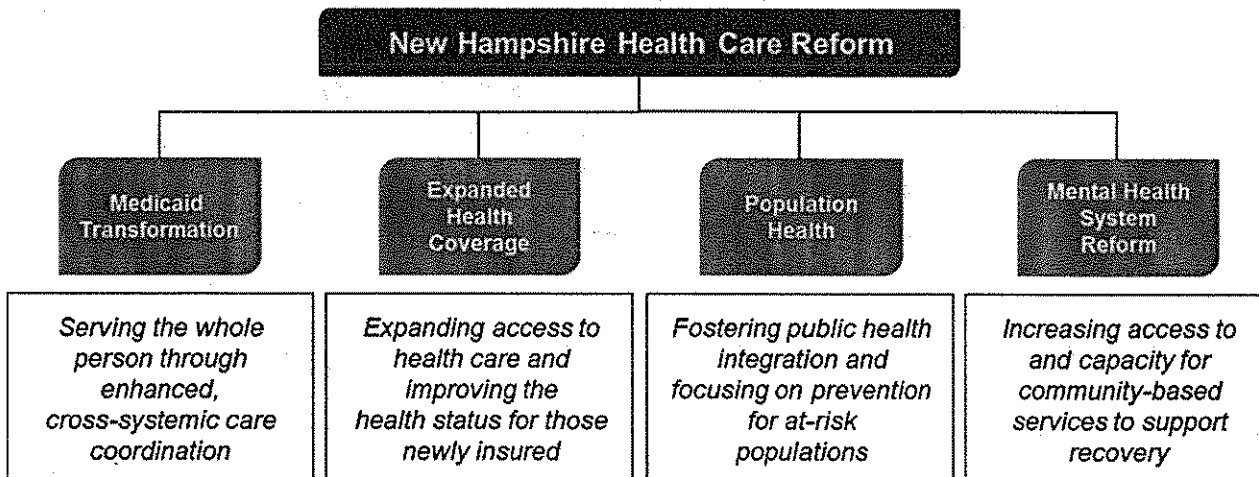 New Hampshire Health Care Reform
Medicaid
Transformation
Expanded
Health
Coverage
Population
Health
Mental Health
System
Reform
Serving the whole
person through
enhanced,
cross-systemic care
coordination
Expanding access to
health care and
improving the
health status for those
newly insured
Fostering public health
integration and
focusing on prevention
for at-risk
populations
Increasing access to
and capacity for
community-based
services to support
recovery